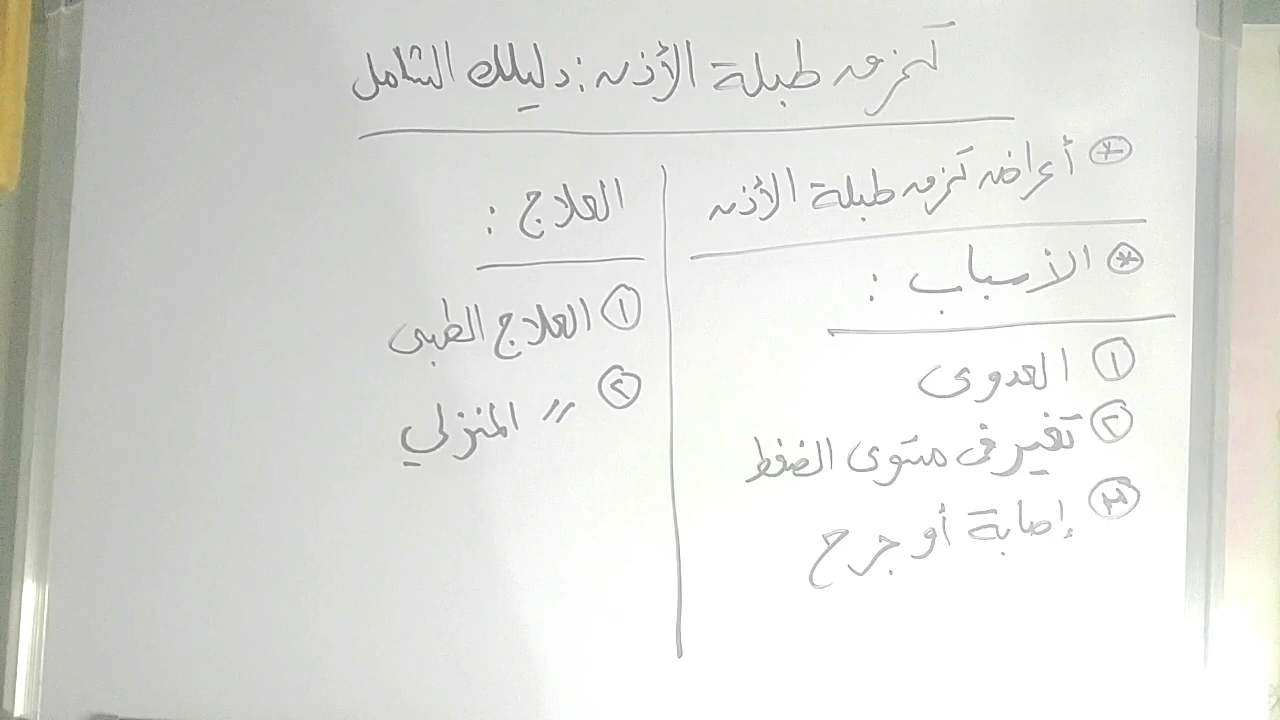 تمزق طبلة الأذن : دليلك الشامل
* أعراض تمزق طبلة الأذن
* الأسباب :
١ العدوى
٢ تغير في مستوى الضغط
٣ إصابة أو جرح
العلاج :
١ العلاج الطبي
٢ 〃 المنزلي